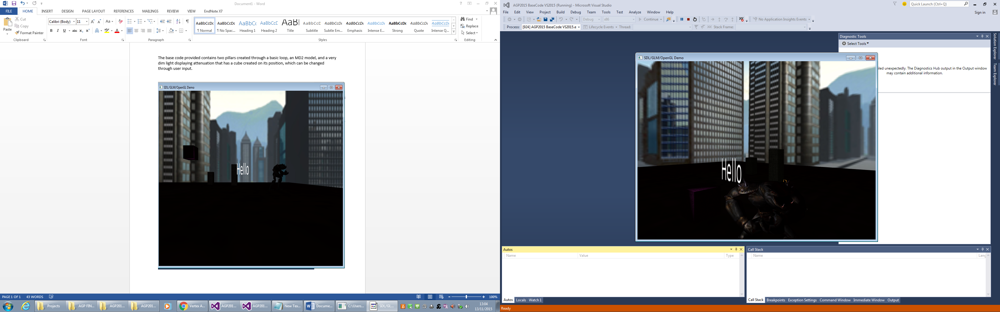 Document1 - Word
FILE HOME INSERT DESIGN PAGE LAYOUT REFERENCES MAILINGS REVIEW VIEW EndNote X7
Paste
Cut
Copy
Format Painter
Clipboard
Calibri (Body) 11
Font
Paragraph
AaBbCcDc AaBbCcDc AaBbC( AaBbCcE AaBl AaBbCcD AaBbCcDc AaBbCcDc AaBbCcDc AaBbCcDc AaBbCcDc AaBbCcDc
¶ Normal ¶ No Spac... Heading 1 Heading 2 Title Subtitle Subtle Em... Emphasis Intense E... Strong Quote Intense Q...
Styles
Find
Replace
Select
Editing
The base code provided contains two pillars created through a basic loop, an MD2 model, and a very
dim light displaying attenuation that has a cube created on its position, which can be changed
through user input.
SDL/GLM/OpenGL Demo
Hello
PAGE 1 OF 1 43 WORDS
100%
Projects AGP FIN... AGP201... AGP201... Vertex A... AGP201... AGP201... New Tex... Docume... C:\Users... SDL/GL...
13:04
13/11/2015
AGP2015 BaseCode VS2015 (Running) - Microsoft Visual Studio
Quick Launch (Ctrl+Q)
File Edit View Project Build Debug Team Tools Test Analyze Window Help
Sign in
Debug x86 Continue No Application Insights Events
Process: [924] AGP2015 BaseCode VS2015.e Lifecycle Events Thread: Stack Frame:
Diagnostic Tools
Select Tools
iled unexpectedly. The Diagnostics Hub output in the Output window
may contain additional information.
Solution Explorer
Team Explorer
SDL/GLM/OpenGL Demo
Hello
Autos
Name Value Type
Autos Locals Watch 1
Call Stack
Name Lang
Call Stack Breakpoints Exception Settings Command Window Immediate Window Output
Ready